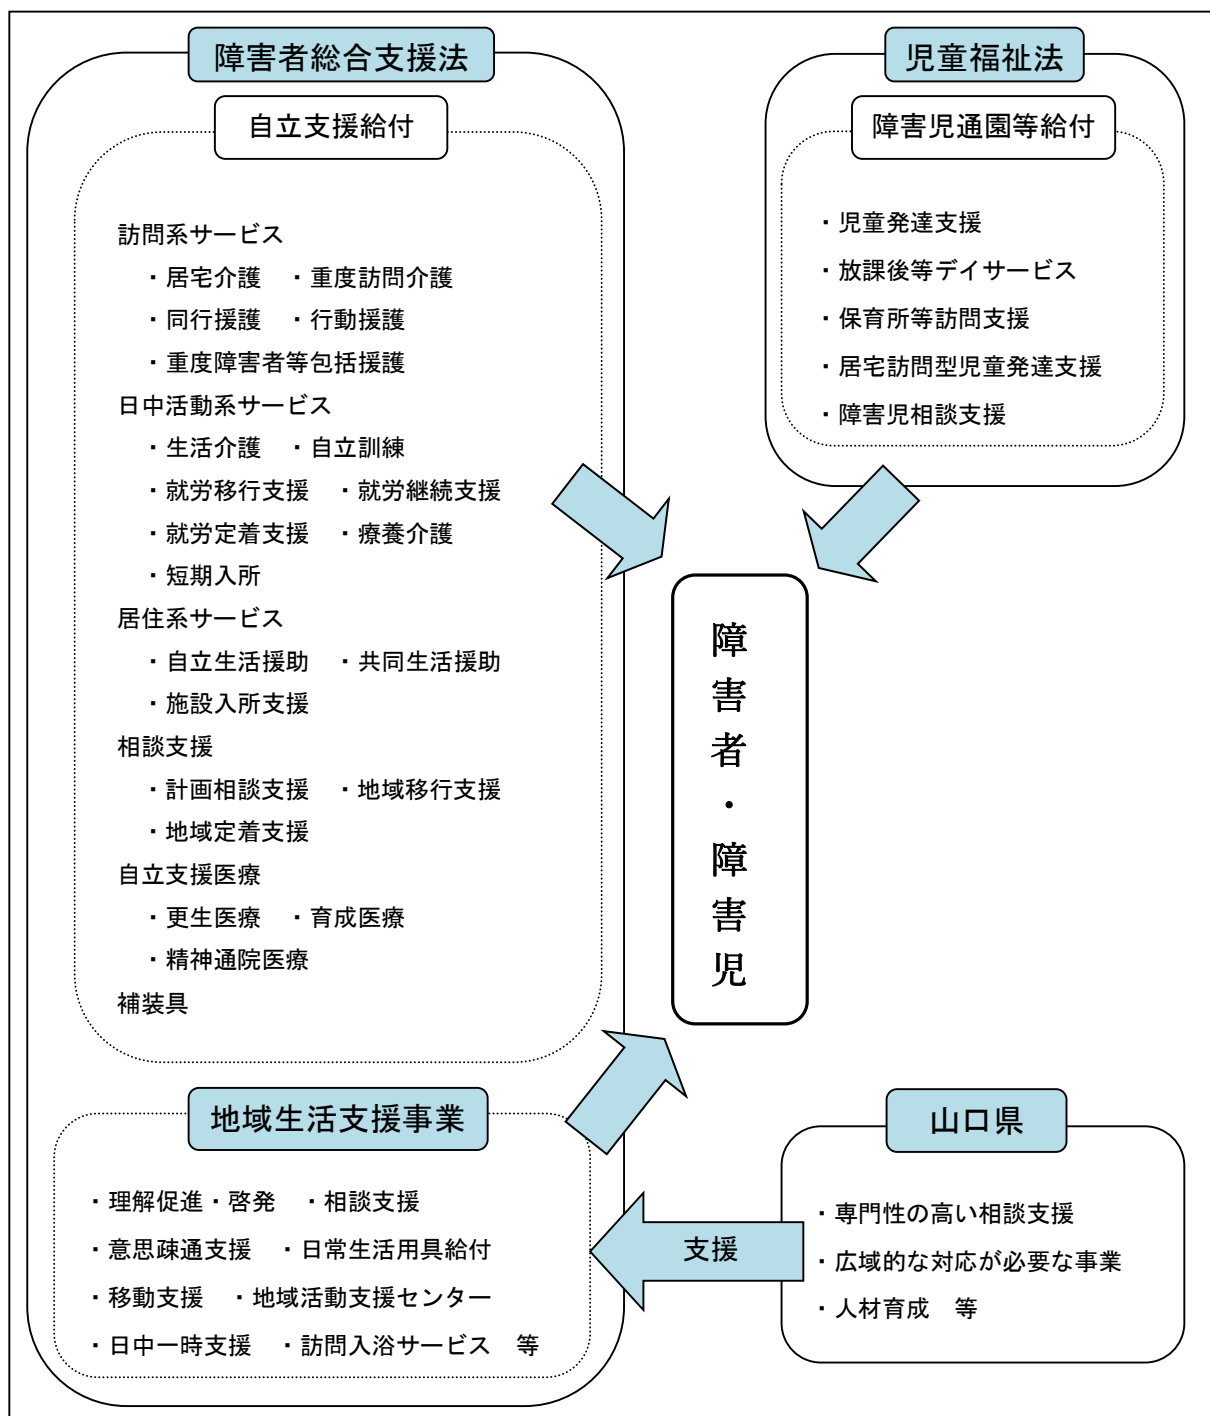 障害者総合支援法
自立支援給付
訪問系サービス
・居宅介護　・重度訪問介護
・同行援護　・行動援護
・重度障害者等包括援護
日中活動系サービス
・生活介護　・自立訓練
・就労移行支援　・就労継続支援
・就労定着支援　・療養介護
・短期入所
居住系サービス
・自立生活援助　・共同生活援助
・施設入所支援
相談支援
・計画相談支援　・地域移行支援
・地域定着支援
自立支援医療
・更生医療　・育成医療
・精神通院医療
補装具
児童福祉法
障害児通園等給付
・児童発達支援
・放課後等デイサービス
・保育所等訪問支援
・居宅訪問型児童発達支援
・障害児相談支援
障害者・障害児
地域生活支援事業
・理解促進・啓発　・相談支援
・意思疎通支援　・日常生活用具給付
・移動支援　・地域活動支援センター
・日中一時支援　・訪問入浴サービス　等
支援
山口県
・専門性の高い相談支援
・広域的な対応が必要な事業
・人材育成　等